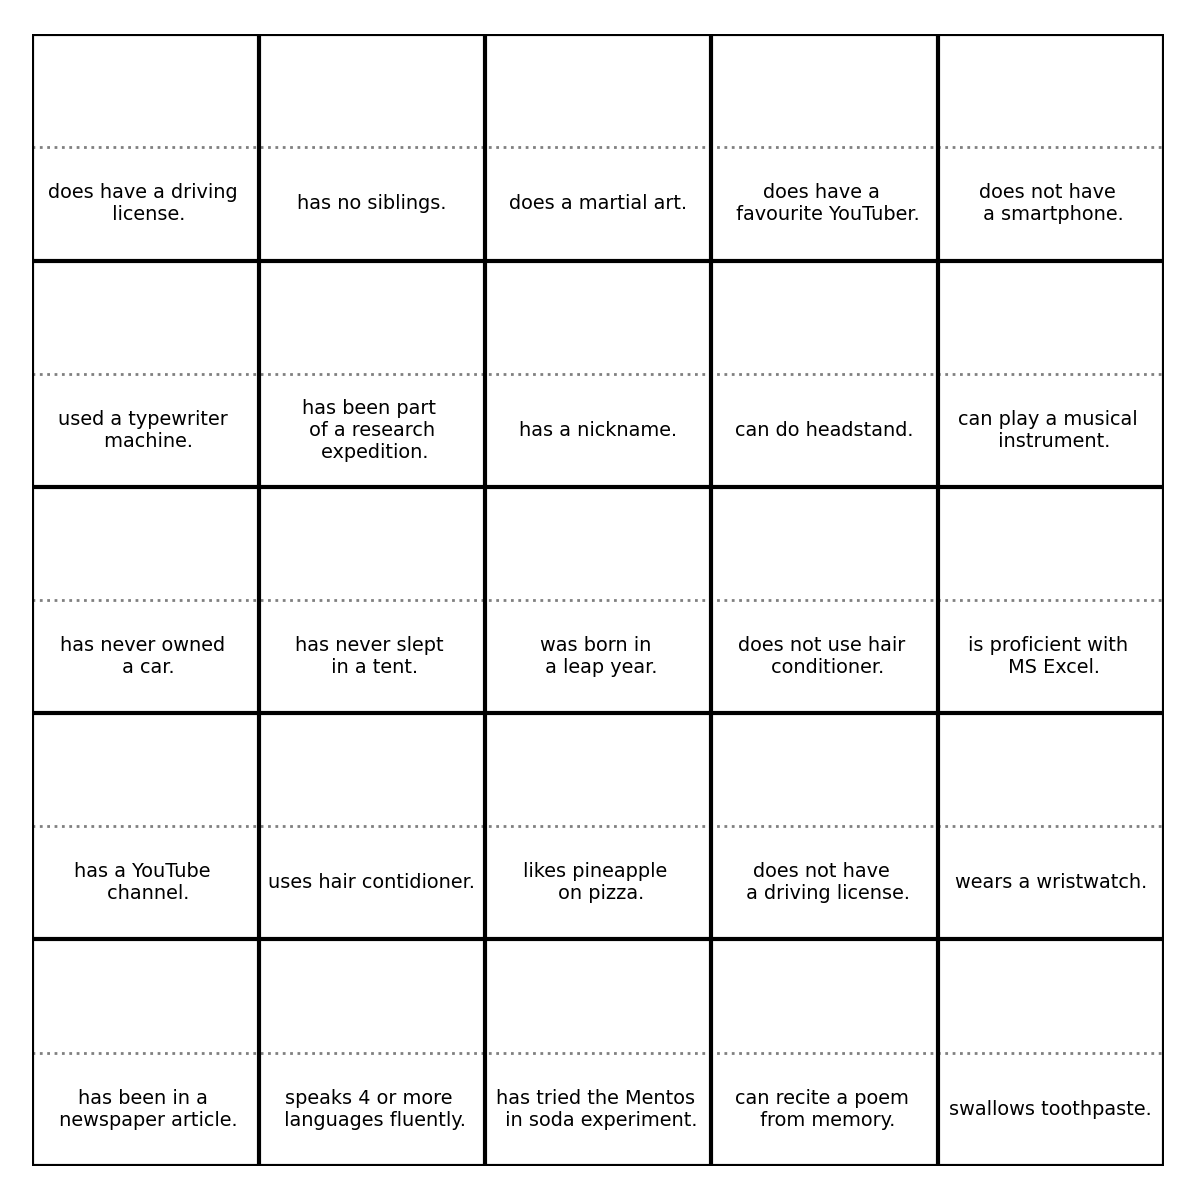 does have a driving
license.
has no siblings.
does a martial art.
does have a
favourite YouTuber.
does not have
a smartphone.
used a typewriter
machine.
has been part
of a research
expedition.
has a nickname.
can do headstand.
can play a musical
instrument.
has never owned
a car.
has never slept
in a tent.
was born in
a leap year.
does not use hair
conditioner.
is proficient with
MS Excel.
has a YouTube
channel.
uses hair contidioner.
likes pineapple
on pizza.
does not have
a driving license.
wears a wristwatch.
has been in a
newspaper article.
speaks 4 or more
languages fluently.
has tried the Mentos
in soda experiment.
can recite a poem
from memory.
swallows toothpaste.